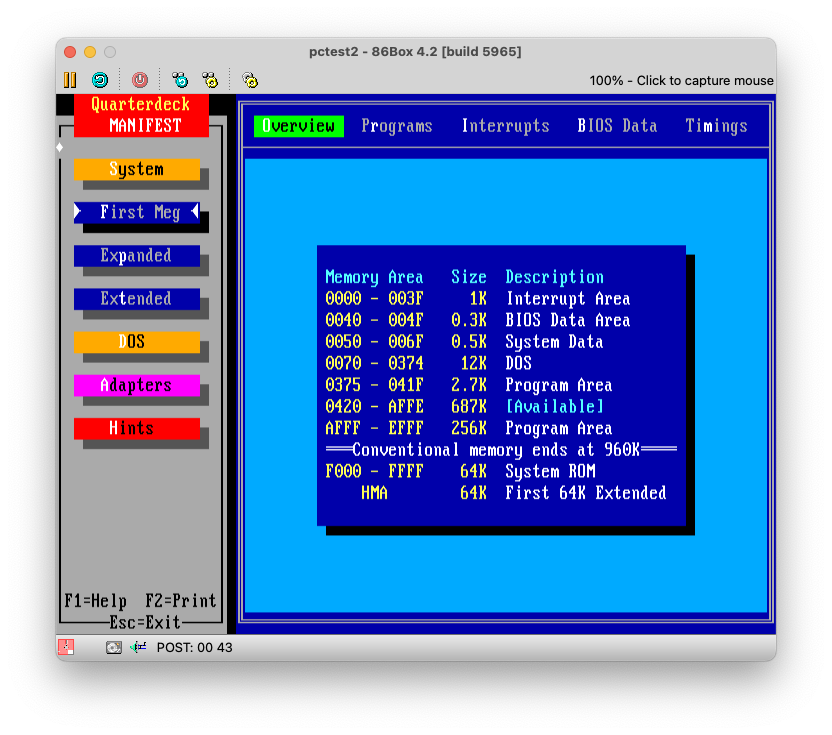 pctest2 - 86Box 4.2 [build 5965]
100% - Click to capture mouse
Quarterdeck
MANIFEST
System
First Meg
Expanded
Extended
DOS
Adapters
Hints
F1=Help F2=Print
Esc=Exit
Overview Programs Interrupts BIOS Data Timings
Memory Area Size Description
0000 - 003F 1K Interrupt Area
0040 - 004F 0.3K BIOS Data Area
0050 - 006F 0.5K System Data
0070 - 0374 12K DOS
0375 - 041F 2.7K Program Area
0420 - AFFE 687K [Available]
AFFF - EFFF 256K Program Area
Conventional memory ends at 960K
F000 - FFFF 64K System ROM
HMA 64K First 64K Extended
POST: 00 43